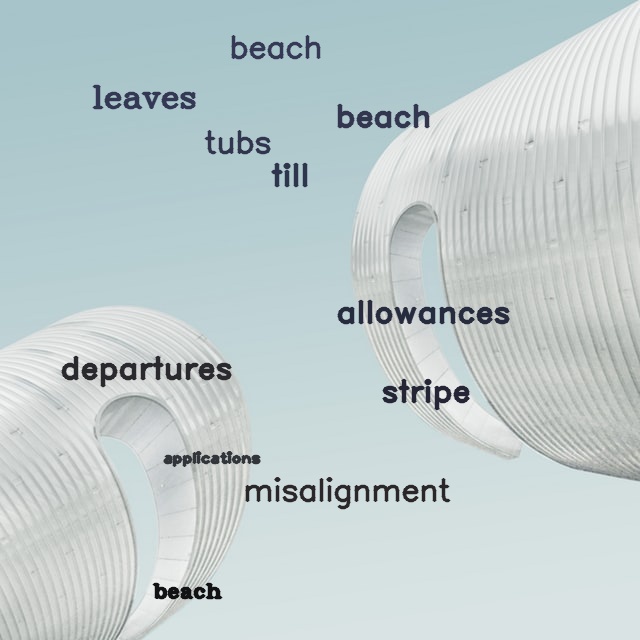 beach
leaves
beach
tubs
till
allowances
departures
stripe
applications
misalignment
beach